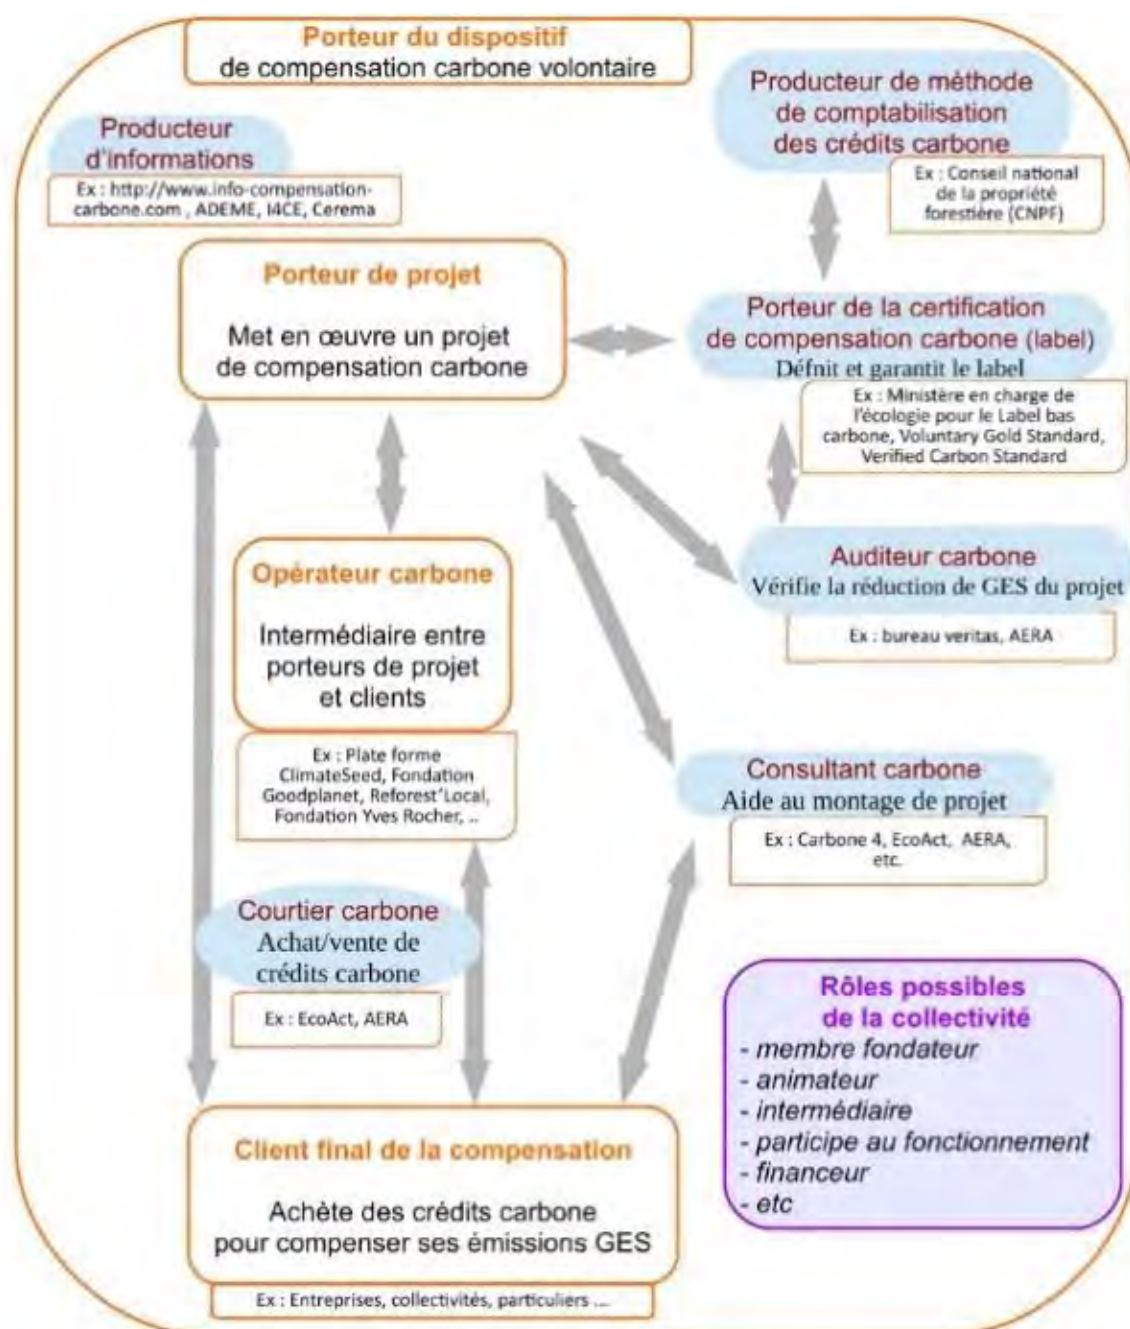 Porteur du dispositif
de compensation carbone volontaire
Producteur
d'informations
Ex : http://www.info-compensation-
carbone.com , ADEME, I4CE, Cerema
Producteur de méthode
de comptabilisation
des crédits carbone
Ex : Conseil national
de la propriété
forestière (CNPF)
Porteur de projet
Met en œuvre un projet
de compensation carbone
Porteur de la certification
de compensation carbone (label)
Défnit et garantit le label
Ex : Ministère en charge de
l'écologie pour le Label bas
carbone, Voluntary Gold Standard,
Verified Carbon Standard
Opérateur carbone
Intermédiaire entre
porteurs de projet
et clients
Ex : Plate forme
ClimateSeed, Fondation
Goodplanet, Reforest'Local,
Fondation Yves Rocher, ..
Auditeur carbone
Vérifie la réduction de GES du projet
Ex : bureau veritas, AERA
Consultant carbone
Aide au montage de projet
Ex : Carbone 4, EcoAct, AERA,
etc.
Courtier carbone
Achat/vente de
crédits carbone
Ex : EcoAct, AERA
Rôles possibles
de la collectivité
- membre fondateur
- animateur
- intermédiaire
- participe au fonctionnement
- financeur
- etc
Client final de la compensation
Achète des crédits carbone
pour compenser ses émissions GES
Ex : Entreprises, collectivités, particuliers ...